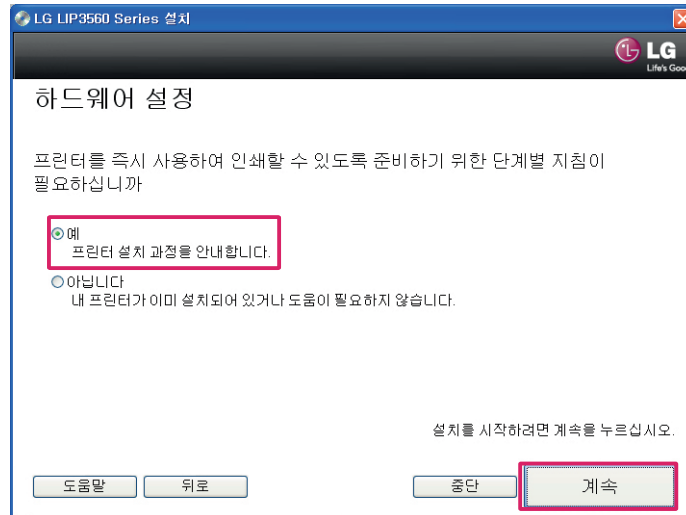 LG LIP3560 Series 설치
LG
Life's Goo
하드웨어 설정
프린터를 즉시 사용하여 인쇄할 수 있도록 준비하기 위한 단계별 지침이
필요하십니까
예
프린터 설치 과정을 안내합니다.
아닙니다
내 프린터가 이미 설치되어 있거나 도움이 필요하지 않습니다.
설치를 시작하려면 계속을 누르십시오.
도움말 뒤로 중단 계속